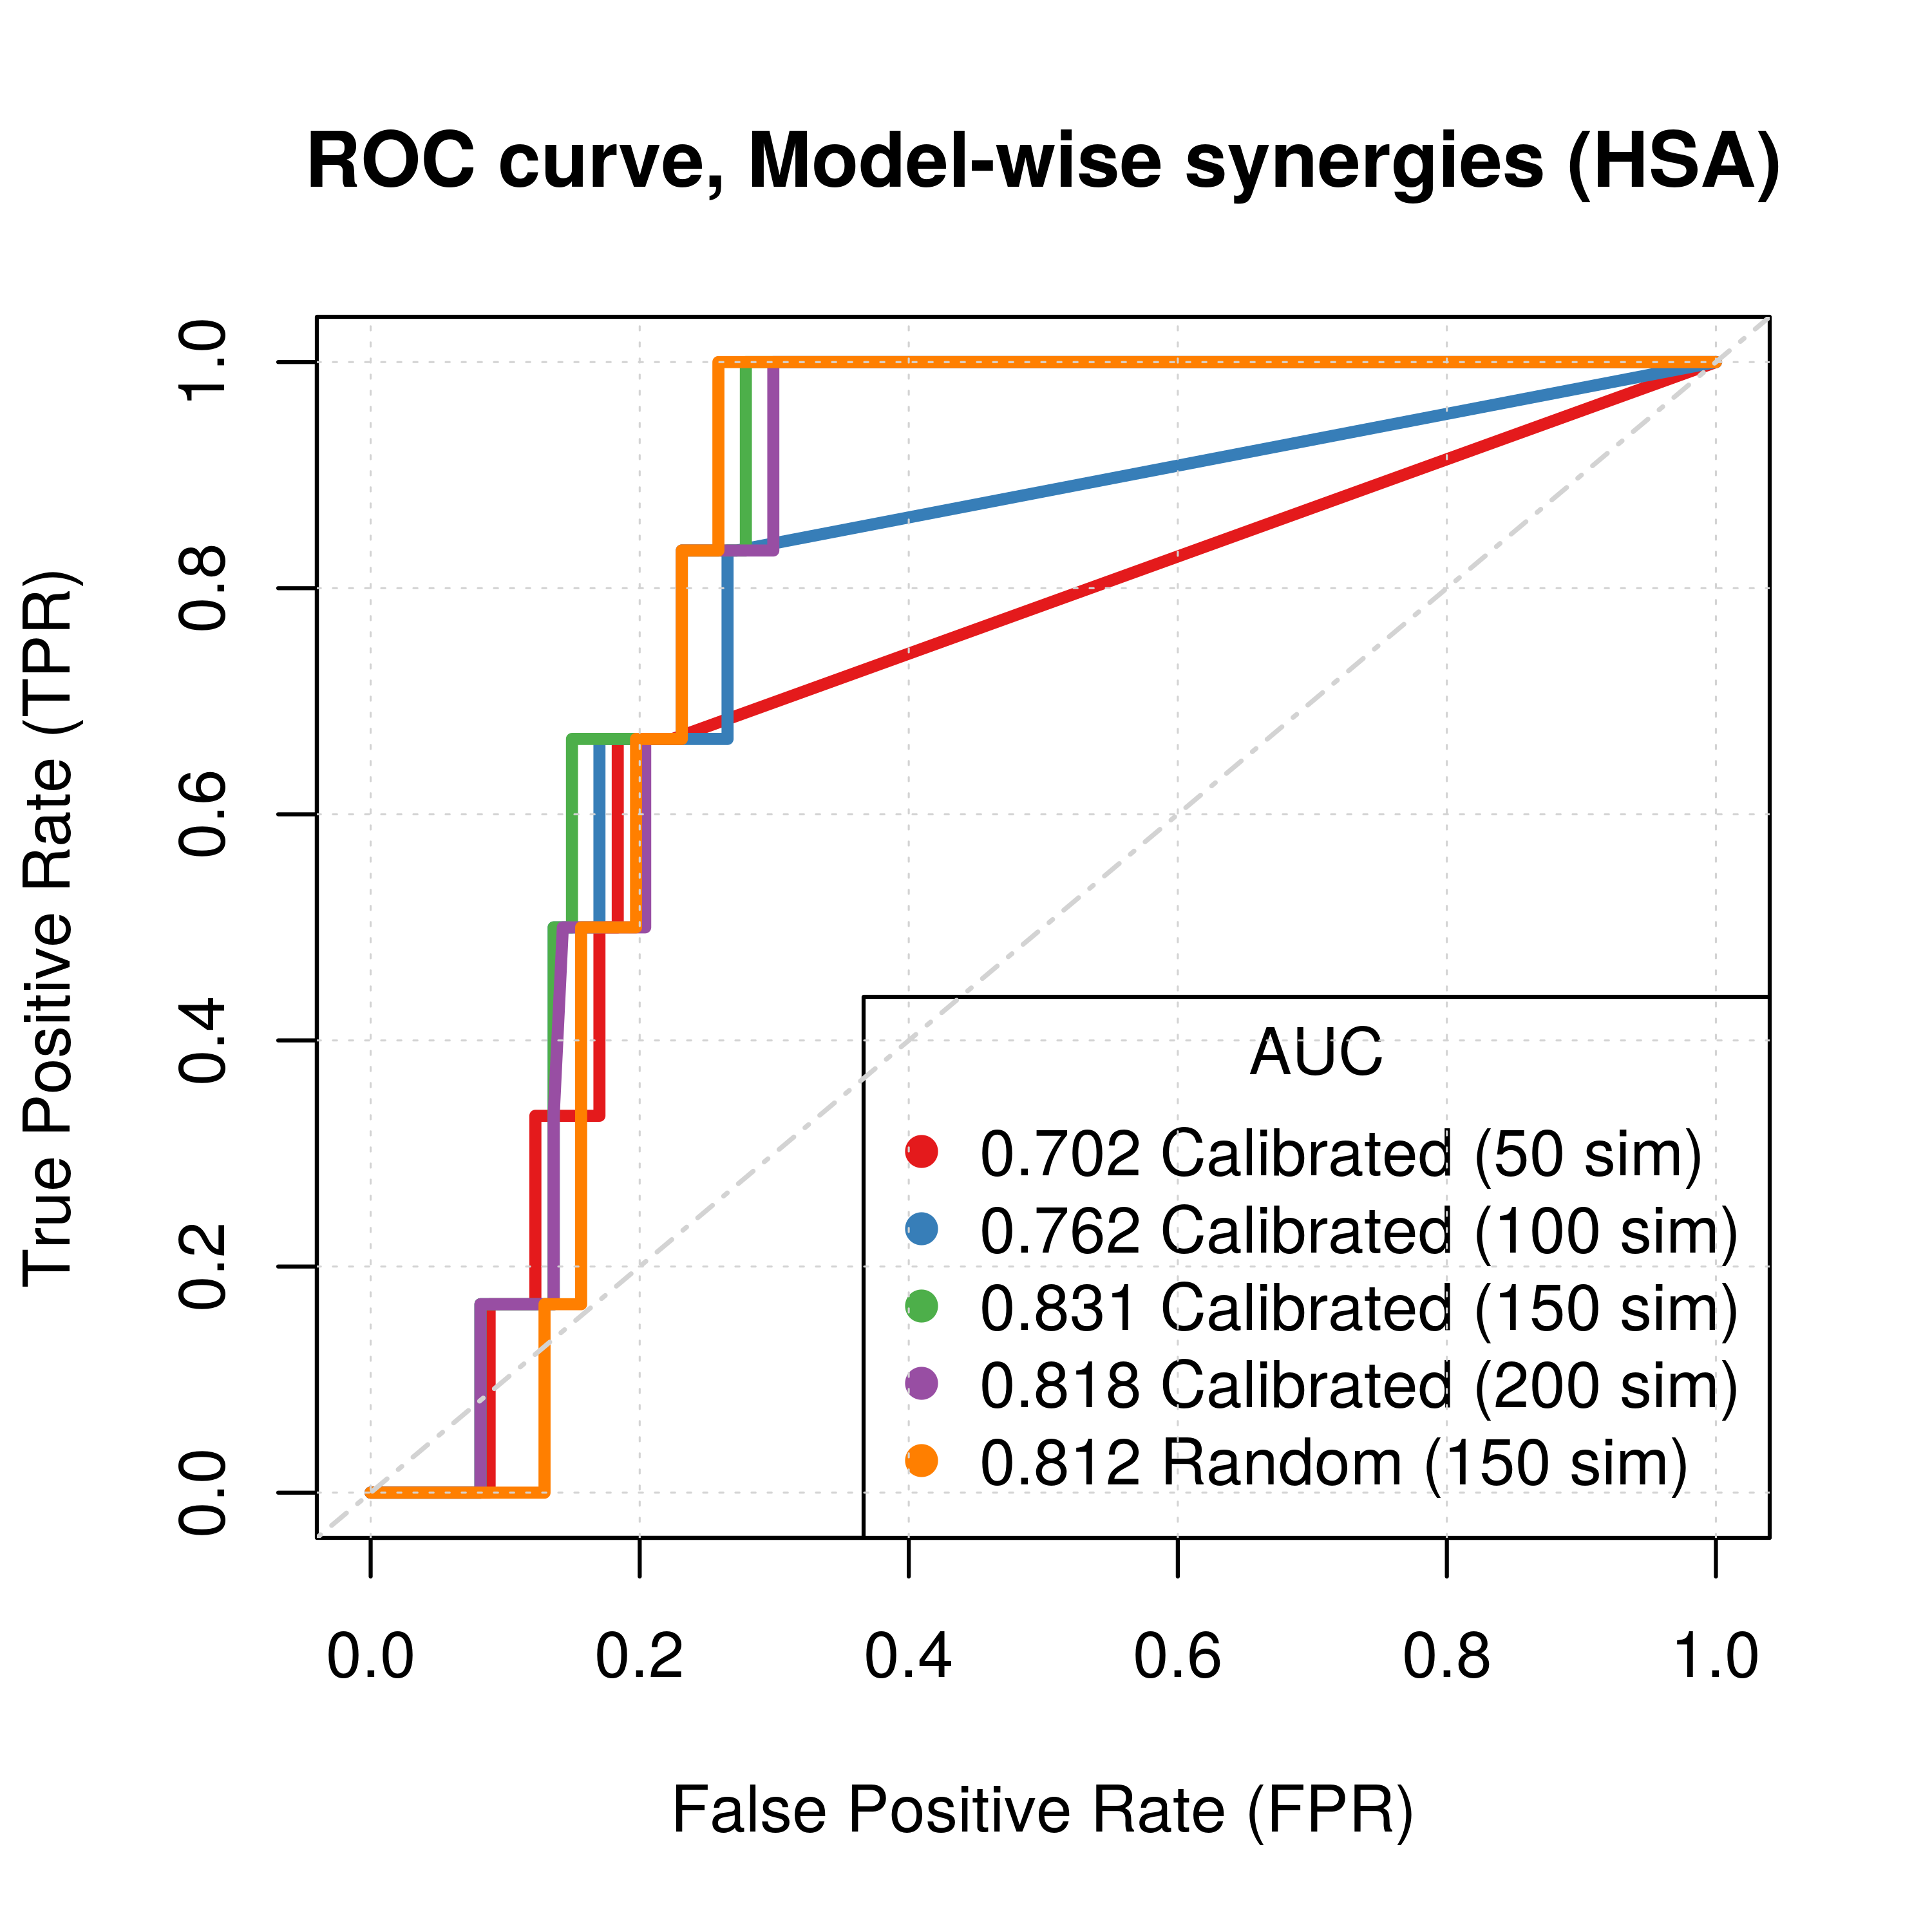 ROC curve, Model-wise synergies (HSA)
True Positive Rate (TPR)
1.0
0.8
0.6
0.4
0.2
0.0
AUC
0.702 Calibrated (50 sim)
0.762 Calibrated (100 sim)
0.831 Calibrated (150 sim)
0.818 Calibrated (200 sim)
0.812 Random (150 sim)
0.0 0.2 0.4 0.6 0.8 1.0
False Positive Rate (FPR)